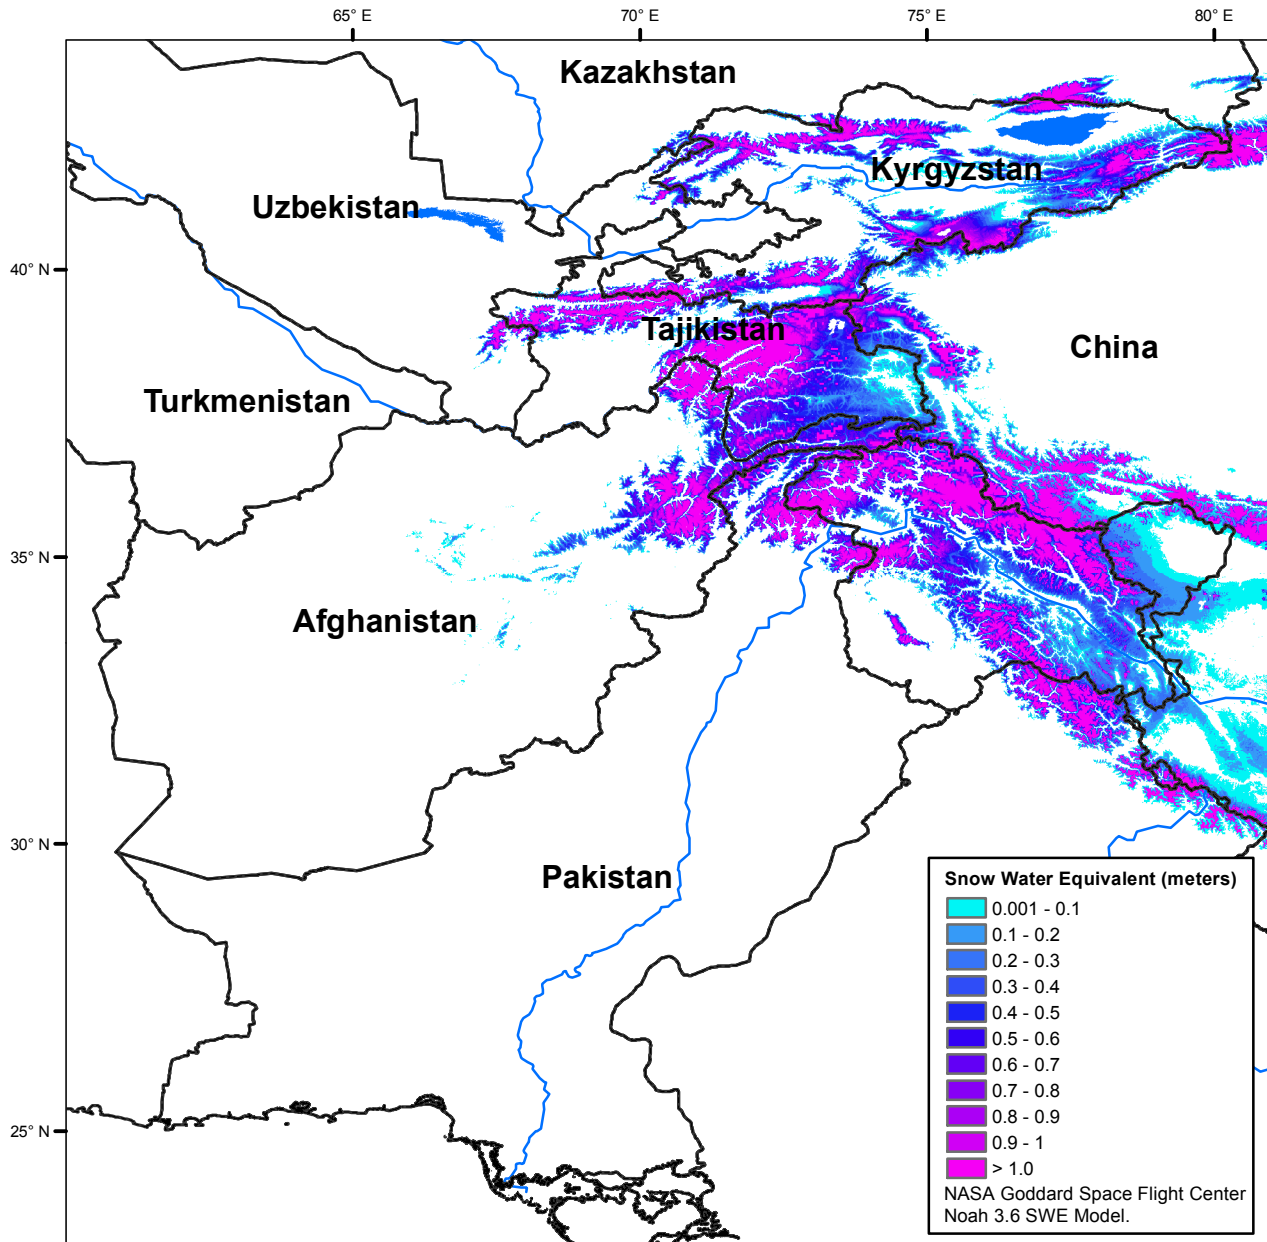 65° E
70° E
75° E
80° E
Kazakhstan
Kyrgyzstan
Uzbekistan
40° N
Tajikistan
China
Turkmenistan
35° N
Afghanistan
30° N
Pakistan
25° N
Snow Water Equivalent (meters)
0.001 - 0.1
0.1 - 0.2
0.2 - 0.3
0.3 - 0.4
0.4 - 0.5
0.5 - 0.6
0.6 - 0.7
0.7 - 0.8
0.8 - 0.9
0.9 - 1
> 1.0
NASA Goddard Space Flight Center
Noah 3.6 SWE Model.